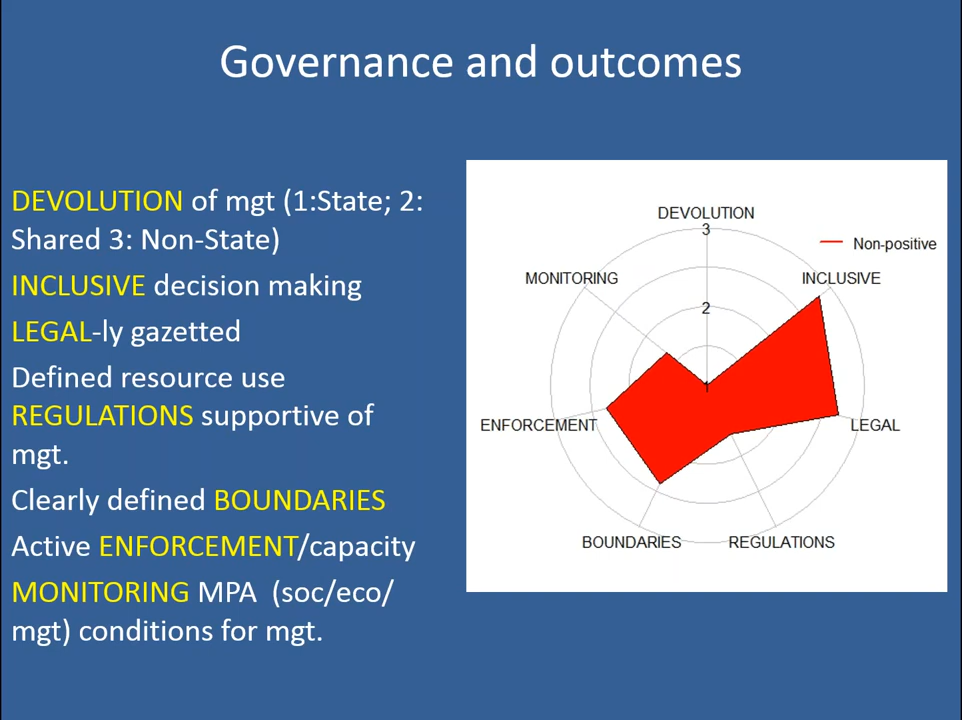 Governance and outcomes
DEVOLUTION of mgt (1:State; 2:
Shared 3: Non-State)
INCLUSIVE decision making
LEGAL-ly gazetted
Defined resource use
REGULATIONS supportive of
mgt.
Clearly defined BOUNDARIES
Active ENFORCEMENT/capacity
MONITORING MPA (soc/eco/
mgt) conditions for mgt.
DEVOLUTION
3
Non-positive
MONITORING
INCLUSIVE
2
1
ENFORCEMENT
LEGAL
BOUNDARIES
REGULATIONS